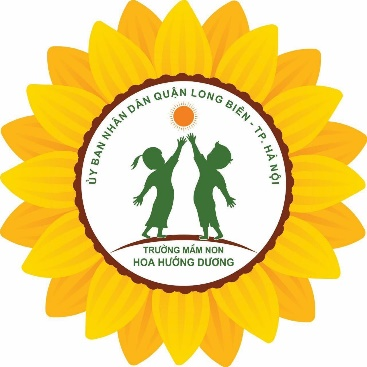 ỦY BAN NHÂN DÂN QUẬN LONG BIÊN - TP. HÀ NỘI
TRƯỜNG MẦM NON
HOA HƯỚNG DƯƠNG